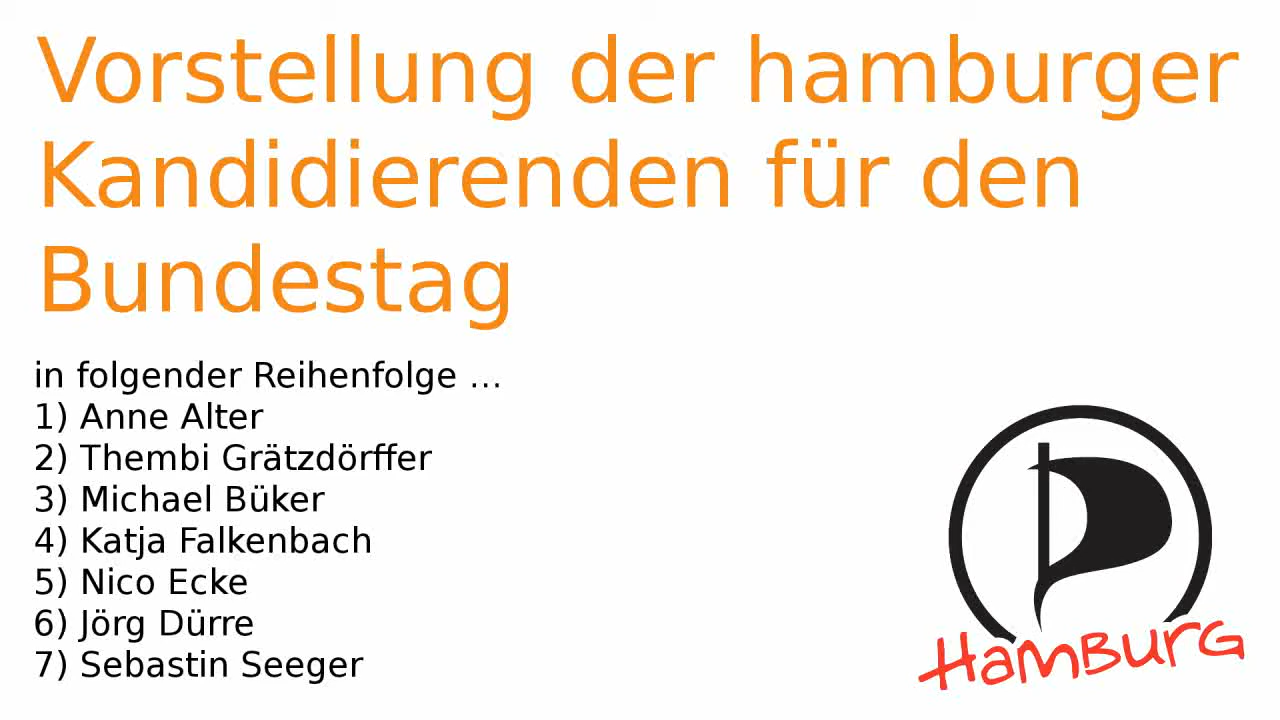 Vorstellung der hamburger
Kandidierenden für den
Bundestag
in folgender Reihenfolge ...
1) Anne Alter
2) Thembi Grätzdörffer
3) Michael Büker
4) Katja Falkenbach
5) Nico Ecke
6) Jörg Dürre
7) Sebastin Seeger
HamBurG